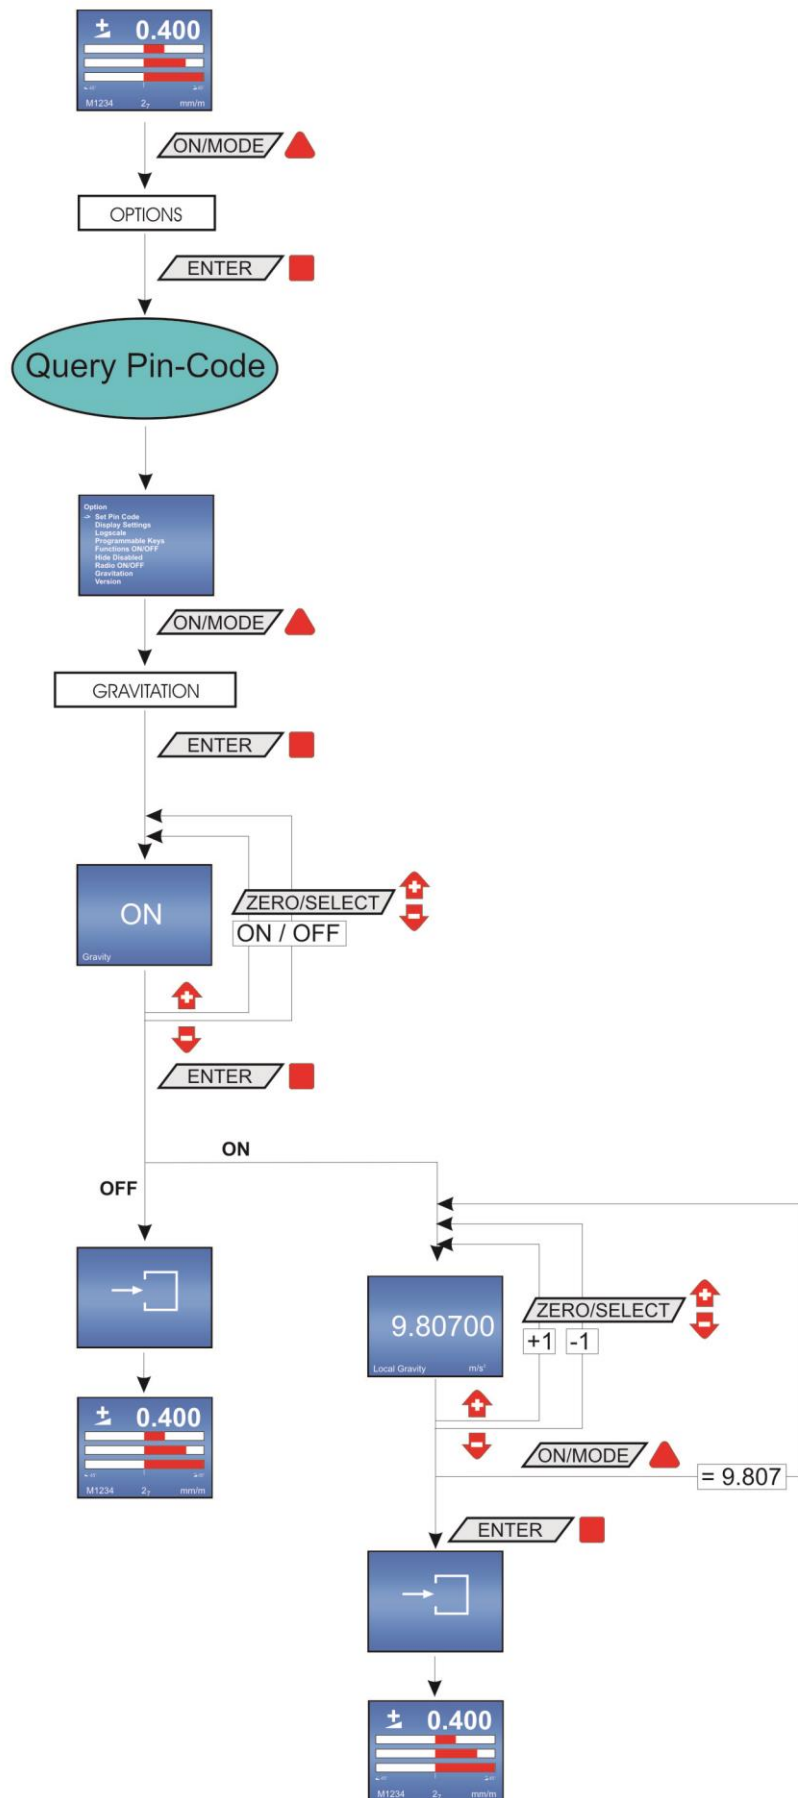 0.400
M1234 2₇ mm/m
ON/MODE
OPTIONS
ENTER
Query Pin-Code
Option
-> Set Pin Code
Display Settings
Logscale
Programmable Keys
Functions ON/OFF
Hide Disabled
Radio ON/OFF
Gravitation
Version
ON/MODE
GRAVITATION
ENTER
ON
Gravity
ZERO/SELECT
ON / OFF
ENTER
ON
OFF
9.80700
Local Gravity m/s²
ZERO/SELECT
+1 -1
0.400
M1234 2₇ mm/m
ON/MODE
= 9.807
ENTER
0.400
M1234 2₇ mm/m